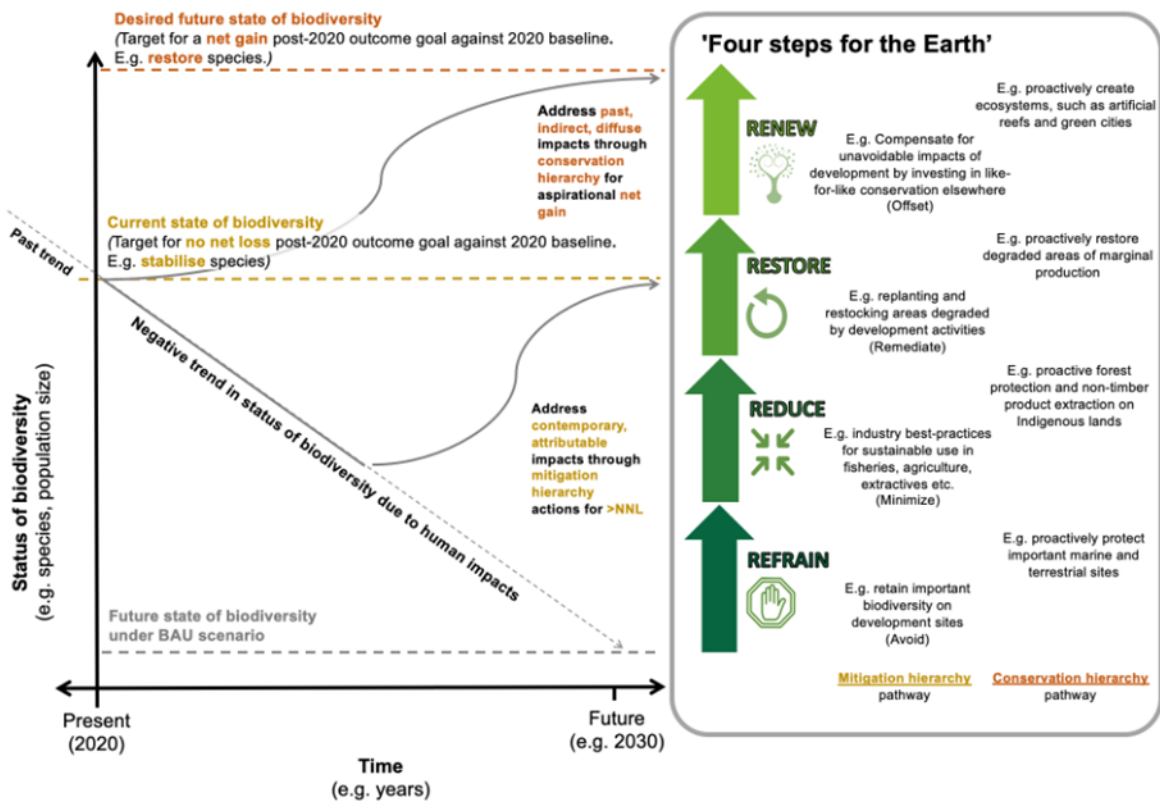 Desired future state of biodiversity
(Target for a net gain post-2020 outcome goal against 2020 baseline.
E.g. restore species.)
Address past,
indirect, diffuse
impacts through
conservation
hierarchy for
aspirational net
gain
Current state of biodiversity
(Target for no net loss post-2020 outcome goal against 2020 baseline.
E.g. stabilise species)
Past trend
Negative trend in status of biodiversity due to human impacts
Address
contemporary,
attributable
impacts through
mitigation
hierarchy
actions for >NNL
Future state of biodiversity
under BAU scenario
Status of biodiversity
(e.g. species, population size)
Present
(2020)
Future
(e.g. 2030)
Time
(e.g. years)
'Four steps for the Earth’
RENEW
E.g. Compensate for
unavoidable impacts of
development by investing in like-
for-like conservation elsewhere
(Offset)
E.g. proactively create
ecosystems, such as artificial
reefs and green cities
RESTORE
E.g. replanting and
restocking areas degraded
by development activities
(Remediate)
E.g. proactively restore
degraded areas of marginal
production
REDUCE
E.g. industry best-practices
for sustainable use in
fisheries, agriculture,
extractives etc.
(Minimize)
E.g. proactive forest
protection and non-timber
product extraction on
Indigenous lands
REFRAIN
E.g. retain important
biodiversity on
development sites
(Avoid)
E.g. proactively protect
important marine and
terrestrial sites
Mitigation hierarchy
pathway
Conservation hierarchy
pathway